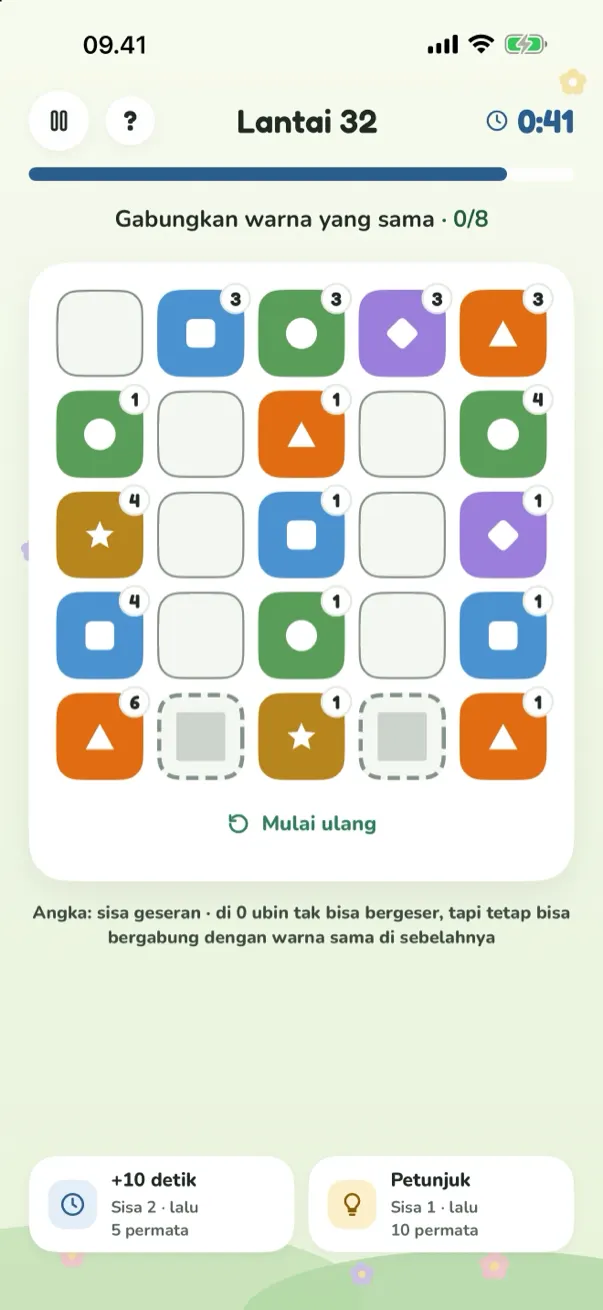 09.41
? Lantai 32 0:41
Gabungkan warna yang sama · 0/8
3 3 3 3
1 1 4
4 1 1
4 1 1
6 1 1
Mulai ulang
Angka: sisa geseran · di 0 ubin tak bisa bergeser, tapi tetap bisa
bergabung dengan warna sama di sebelahnya
+10 detik
Sisa 2 · lalu
5 permata
Petunjuk
Sisa 1 · lalu
10 permata